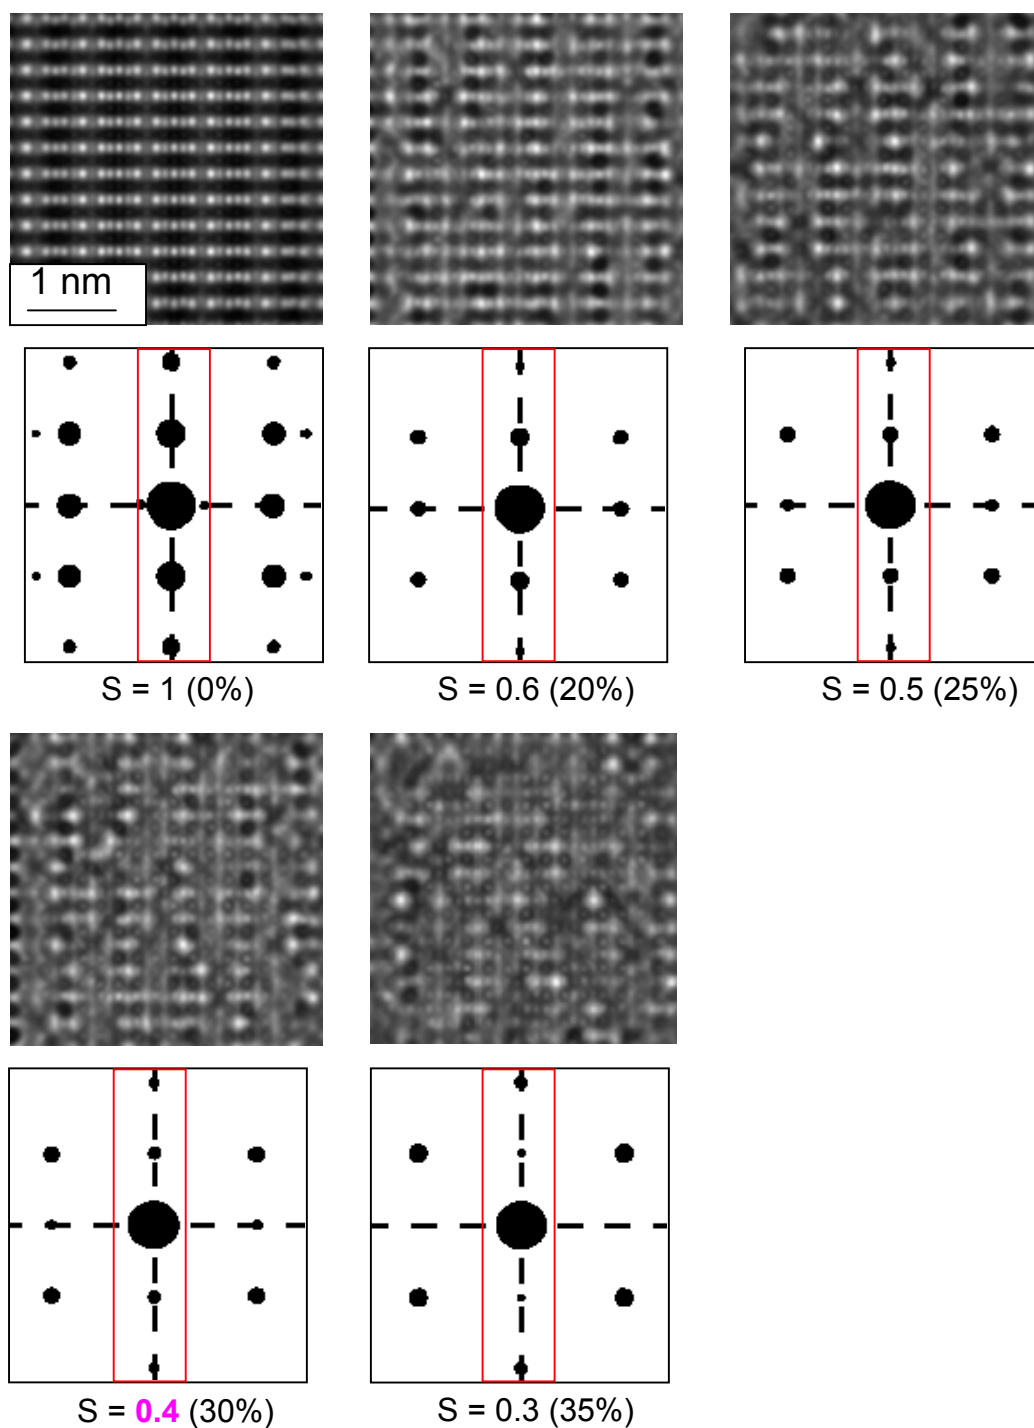 1 nm
S = 1 (0%)
S = 0.6 (20%)
S = 0.5 (25%)
S = 0.4 (30%)
S = 0.3 (35%)